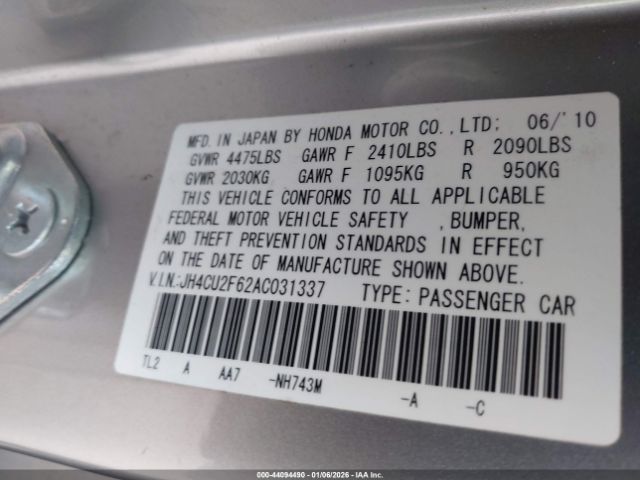 MFD. IN JAPAN BY HONDA MOTOR CO.,LTD; 06/'10
GVWR 4475LBS GAWR F 2410LBS R 2090LBS
GVWR 2030KG GAWR F 1095KG R 950KG
THIS VEHICLE CONFORMS TO ALL APPLICABLE
FEDERAL MOTOR VEHICLE SAFETY , BUMPER,
AND THEFT PREVENTION STANDARDS IN EFFECT
ON THE DATE OF MANUFACTURE SHOWN ABOVE.
V.I.N.:JH4CU2F62AC031337 TYPE: PASSENGER CAR
TL2 A AA7 -NH743M -A -C
000-44094490 - 01/06/2026 - IAA Inc.